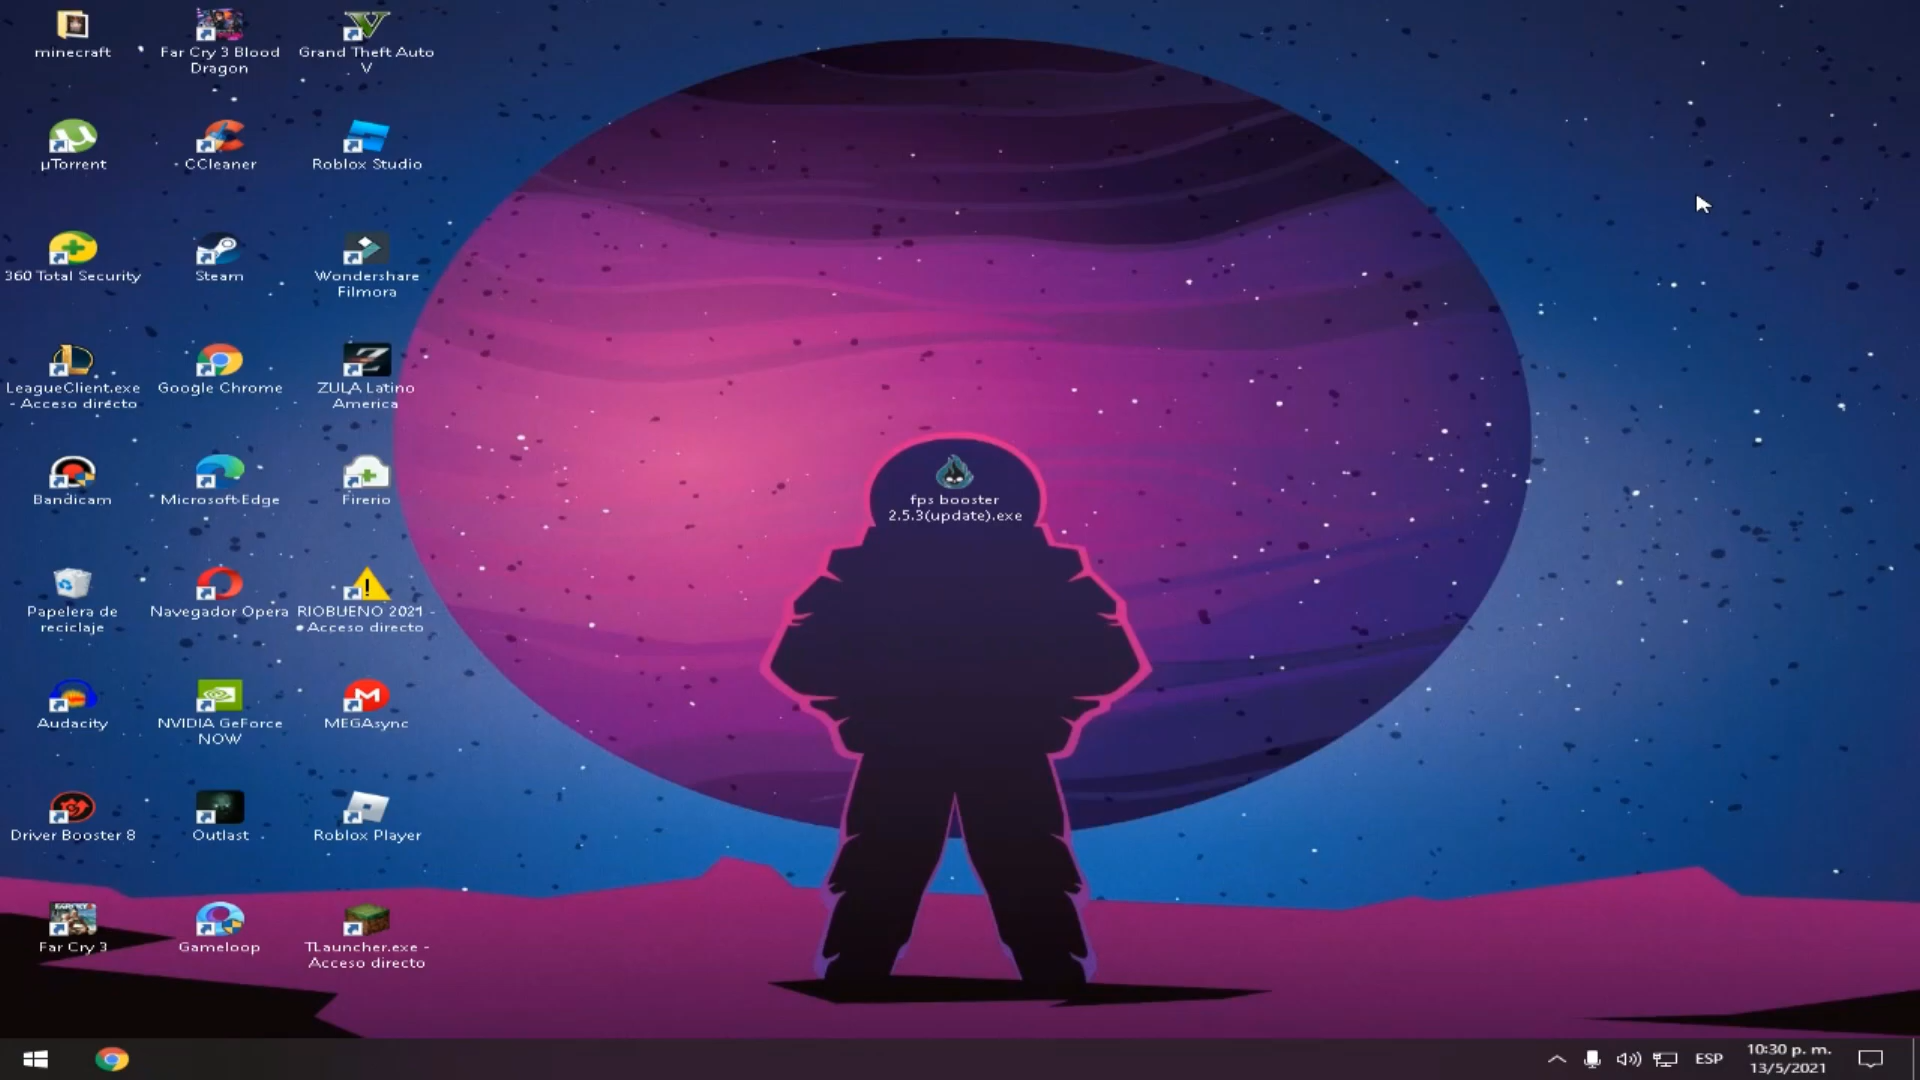 minecraft
Far Cry 3 Blood
Dragon
Grand Theft Auto
V
µTorrent
CCleaner
Roblox Studio
360 Total Security
Steam
Wondershare
Filmora
LeagueClient.exe
- Acceso directo
Google Chrome
ZULA Latino
America
Bandicam
Microsoft Edge
Firerio
fps booster
2.5.3(update).exe
Papelera de
reciclaje
Navegador Opera
RIOBUENO 2021 -
Acceso directo
Audacity
NVIDIA GeForce
NOW
MEGAsync
Driver Booster 8
Outlast
Roblox Player
Far Cry 3
Gameloop
TLauncher.exe -
Acceso directo
ESP
10:30 p. m.
13/5/2021